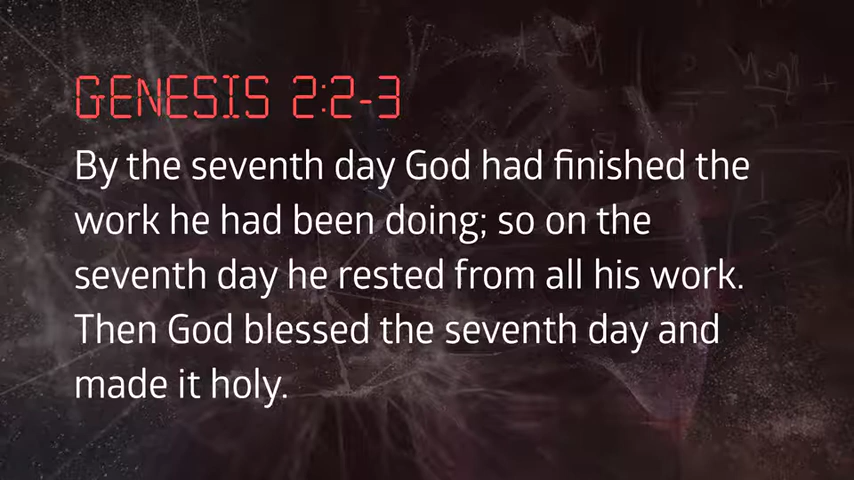 GENESIS 2:2-3
By the seventh day God had finished the
work he had been doing; so on the
seventh day he rested from all his work.
Then God blessed the seventh day and
made it holy.